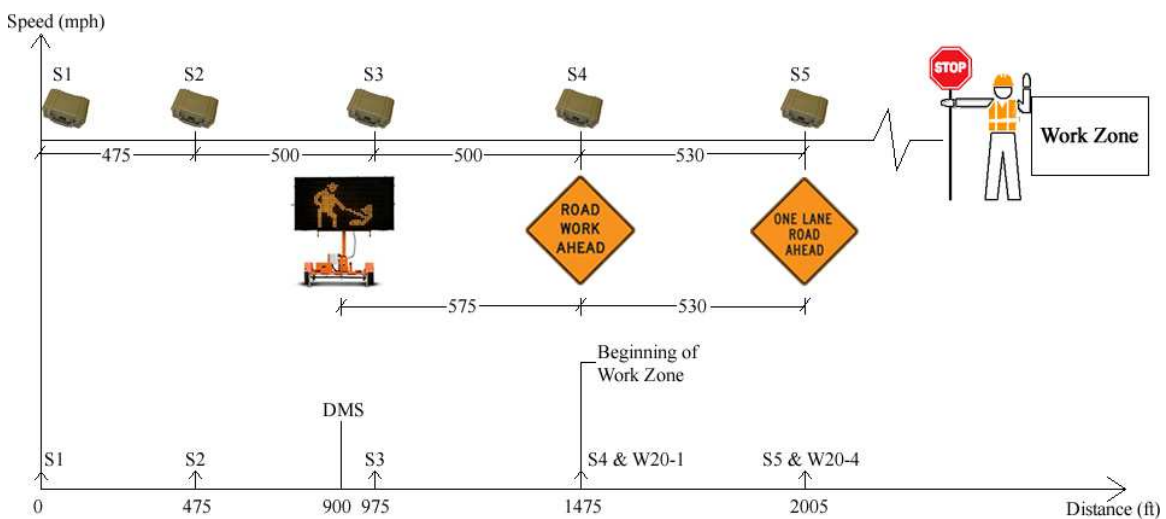 Speed (mph)
S1 S2 S3 S4 S5
STOP
Work Zone
475 500 500 530
ROAD
WORK
AHEAD
ONE LANE
ROAD
AHEAD
575 530
Beginning of
Work Zone
DMS
S1 S2 S3 S4 & W20-1 S5 & W20-4
0 475 900 975 1475 2005 Distance (ft)